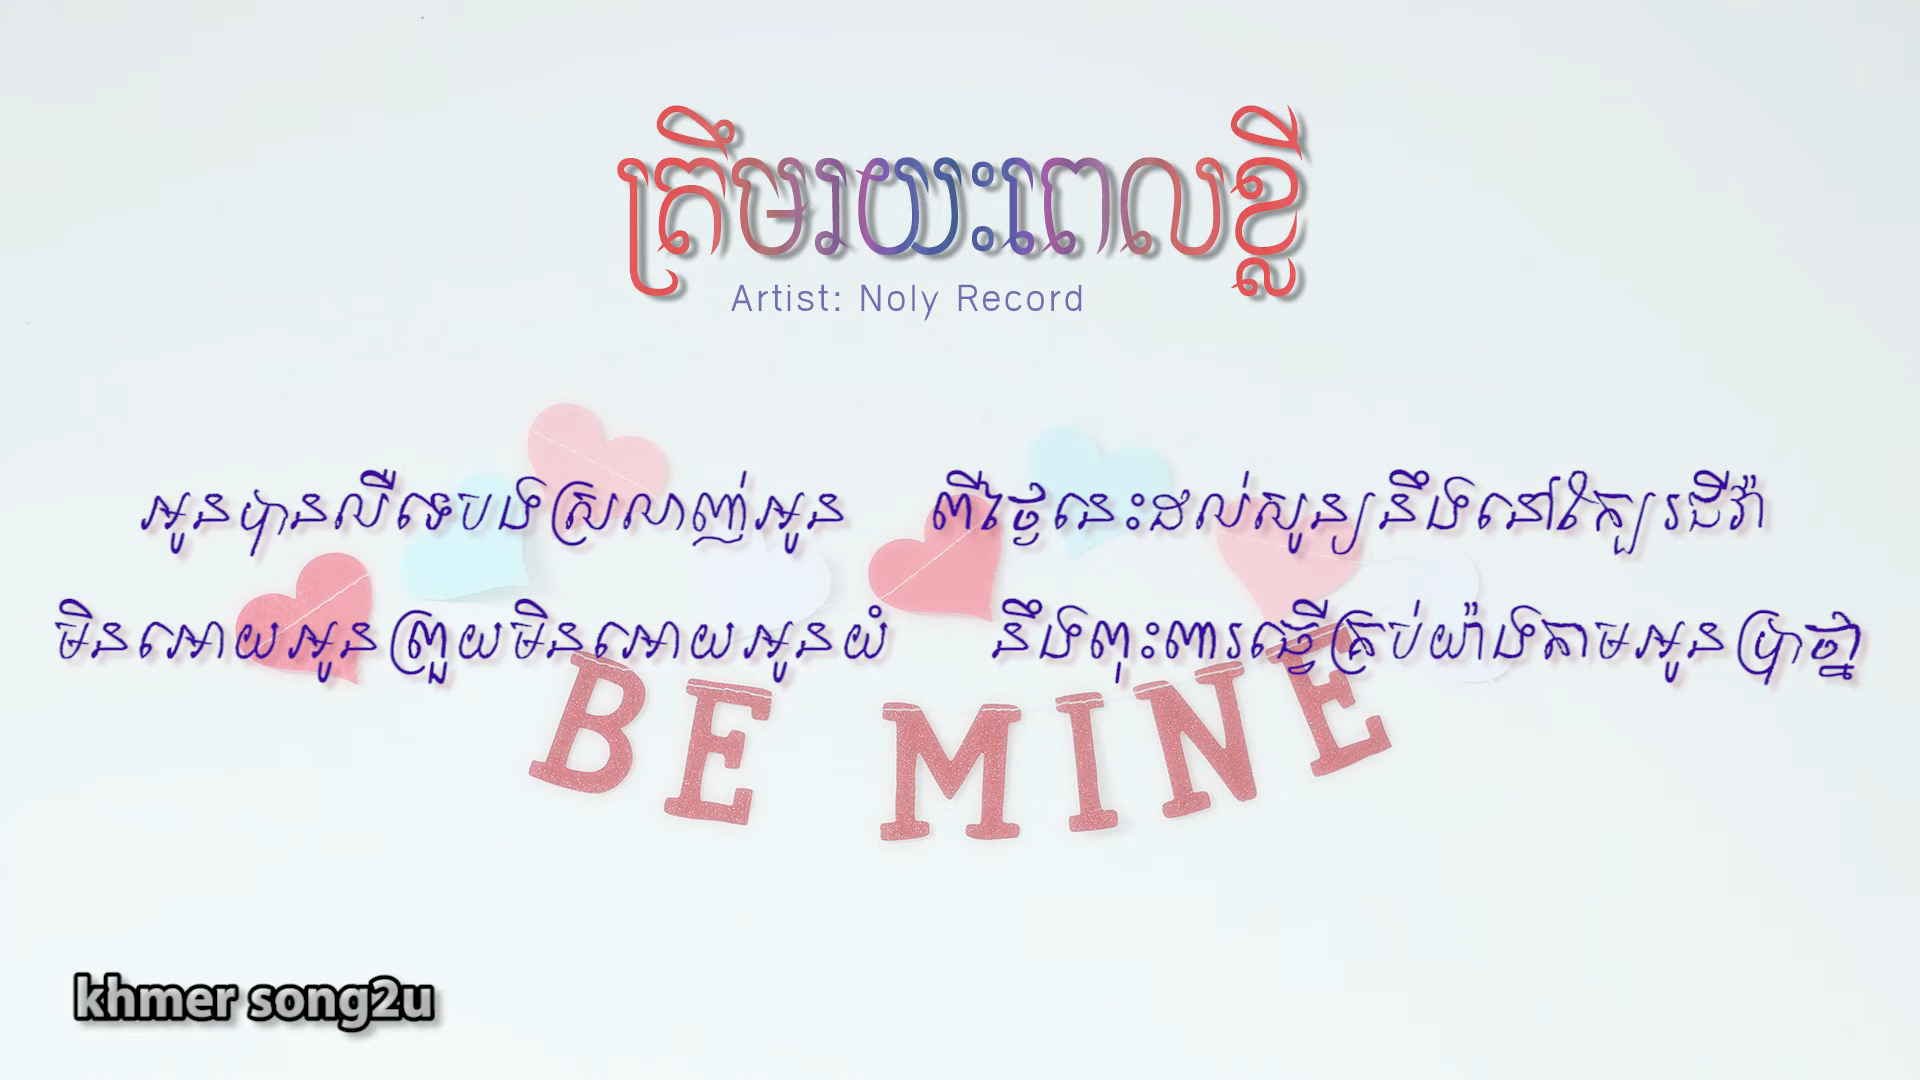 ត្រឹមរយៈពេលខ្លី
Artist: Noly Record
អូនបានលឺទេបងស្រលាញ់អូន ពីថ្ងៃនេះដល់សូន្យនឹងនៅក្បែរជីវ៉ា
មិនអោយអូនព្រួយមិនអោយអូនយំ នឹងពុះពារធ្វើគ្រប់យ៉ាងតាមអូនប្រាថ្នា
BE MINE
khmer song2u